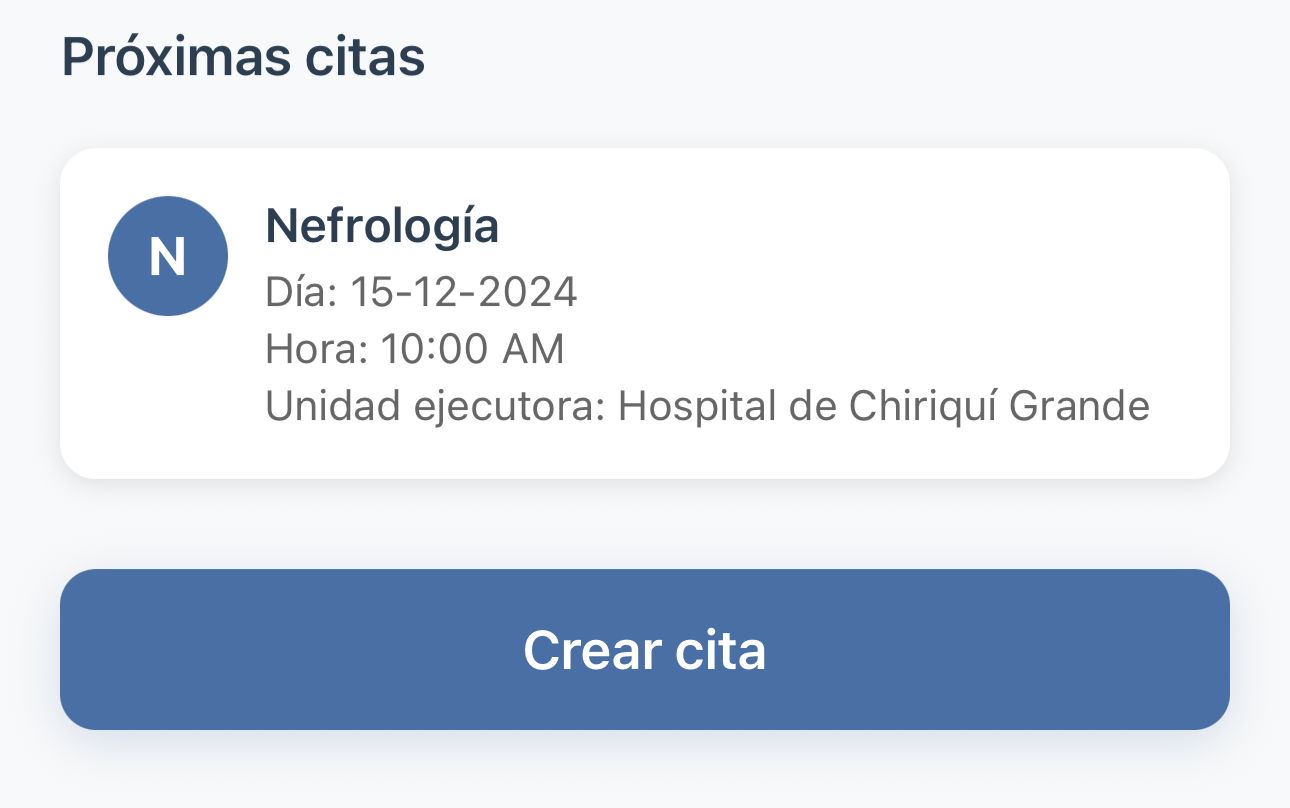 Próximas citas
N
Nefrología
Día: 15-12-2024
Hora: 10:00 AM
Unidad ejecutora: Hospital de Chiriquí Grande
Crear cita